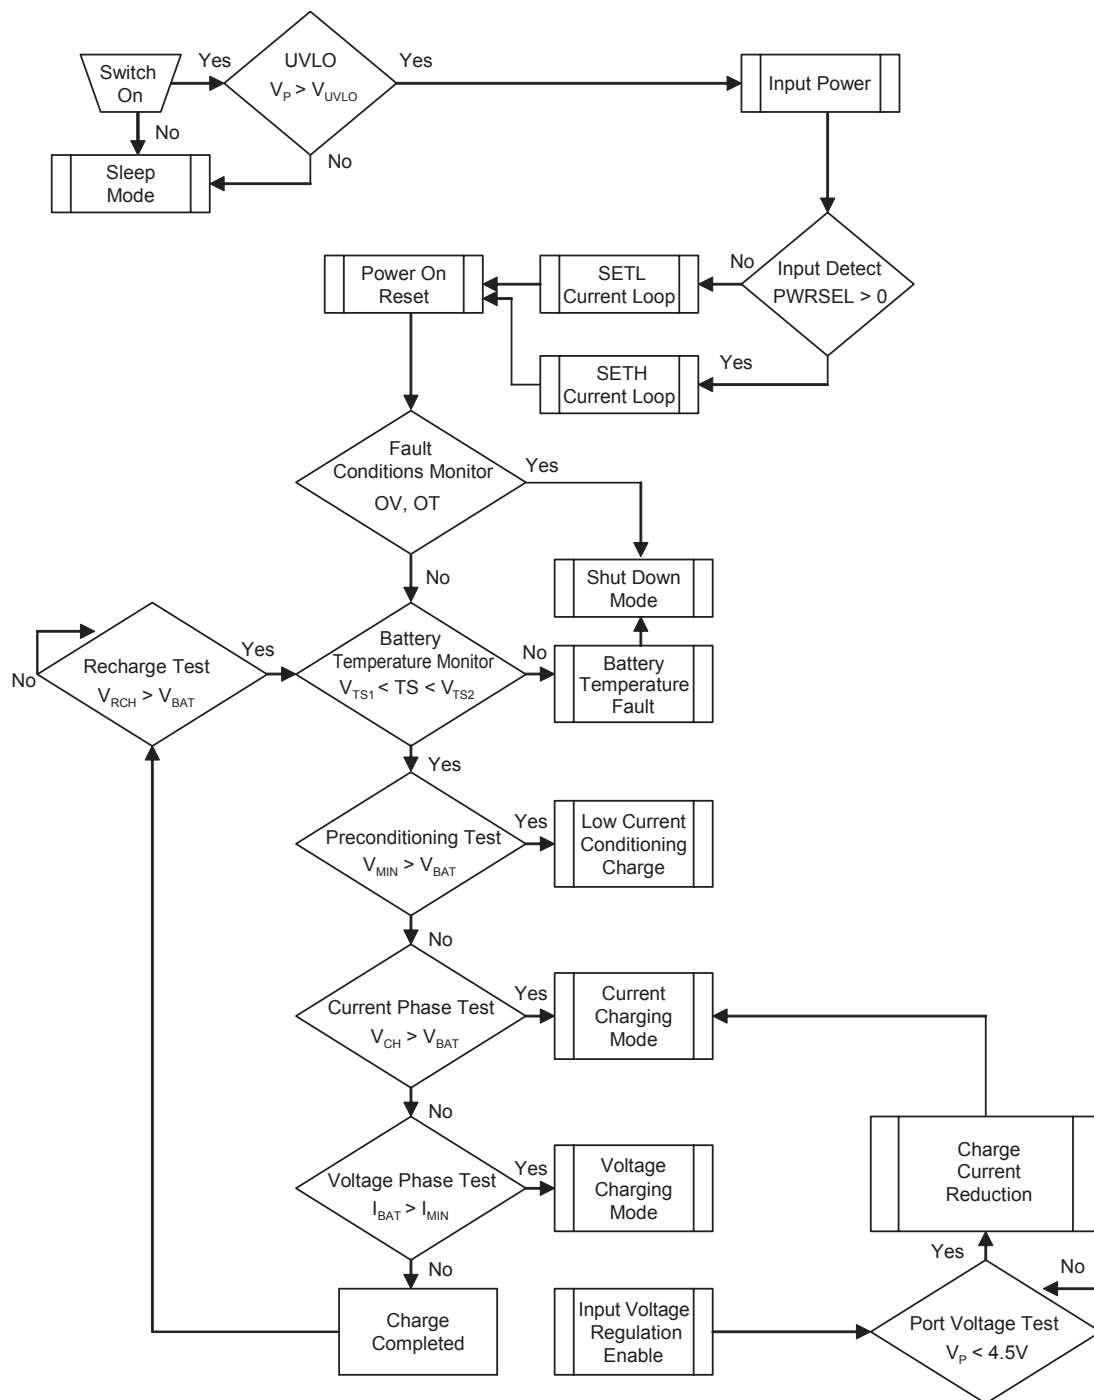 Switch
On
Yes
UVLO
V_P > V_UVLO
Yes
Input Power
No
No
Sleep
Mode
Power On
Reset
SETL
Current Loop
No
Input Detect
PWRSEL > 0
SETH
Current Loop
Yes
Fault
Conditions Monitor
OV, OT
Yes
No
Shut Down
Mode
No
Recharge Test
V_RCH > V_BAT
Yes
Battery
Temperature Monitor
V_TS1 < TS < V_TS2
No
Battery
Temperature
Fault
Yes
Preconditioning Test
V_MIN > V_BAT
Yes
Low Current
Conditioning
Charge
No
Current Phase Test
V_CH > V_BAT
Yes
Current
Charging
Mode
No
Voltage Phase Test
I_BAT > I_MIN
Yes
Voltage
Charging
Mode
Charge
Current
Reduction
Yes
No
No
Charge
Completed
Input Voltage
Regulation
Enable
Port Voltage Test
V_P < 4.5V